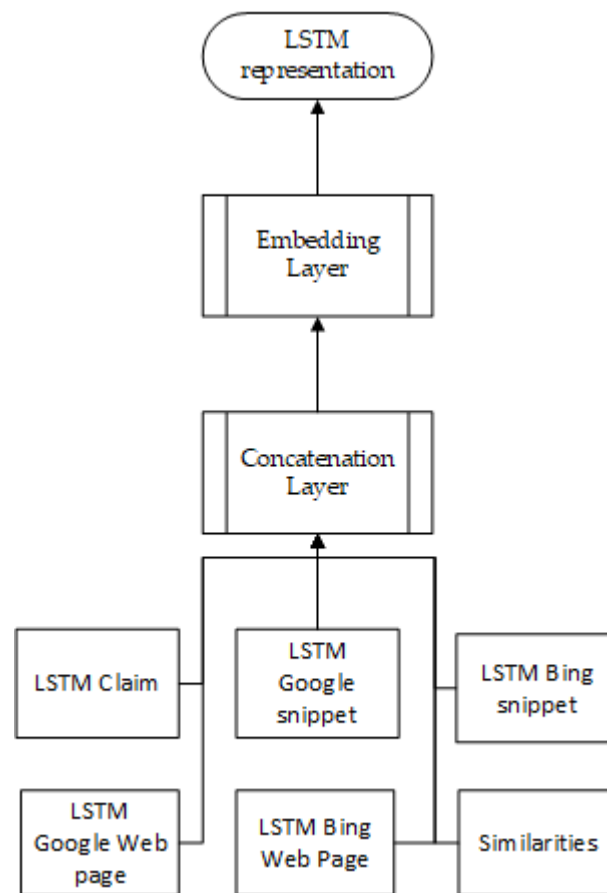 LSTM
representation
Embedding
Layer
Concatenation
Layer
LSTM Claim
LSTM
Google
snippet
LSTM Bing
snippet
LSTM
Google Web
page
LSTM Bing
Web Page
Similarities